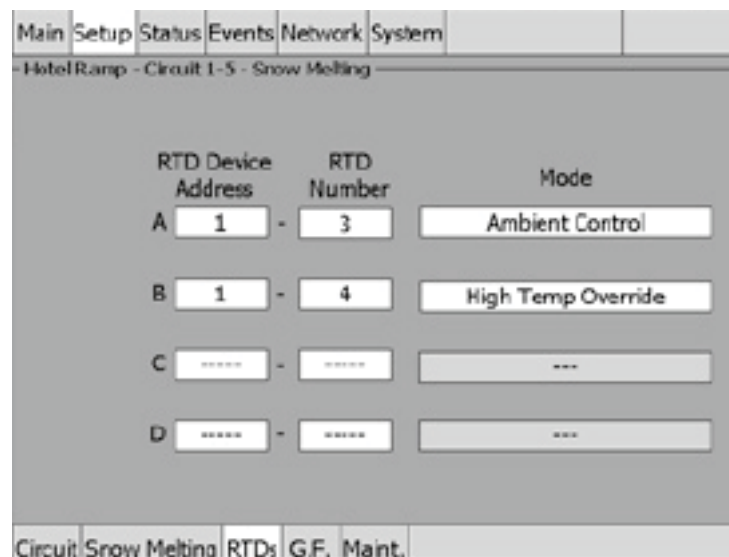 Main Setup Status Events Network System
Hotel Ramp - Circuit 1-5 - Snow Melting
RTD Device Address RTD Number Mode
A 1 - 3 Ambient Control
B 1 - 4 High Temp Override
C ----- - ----- ---
D ----- - ----- ---
Circuit Snow Melting RTDs G.F. Maint.